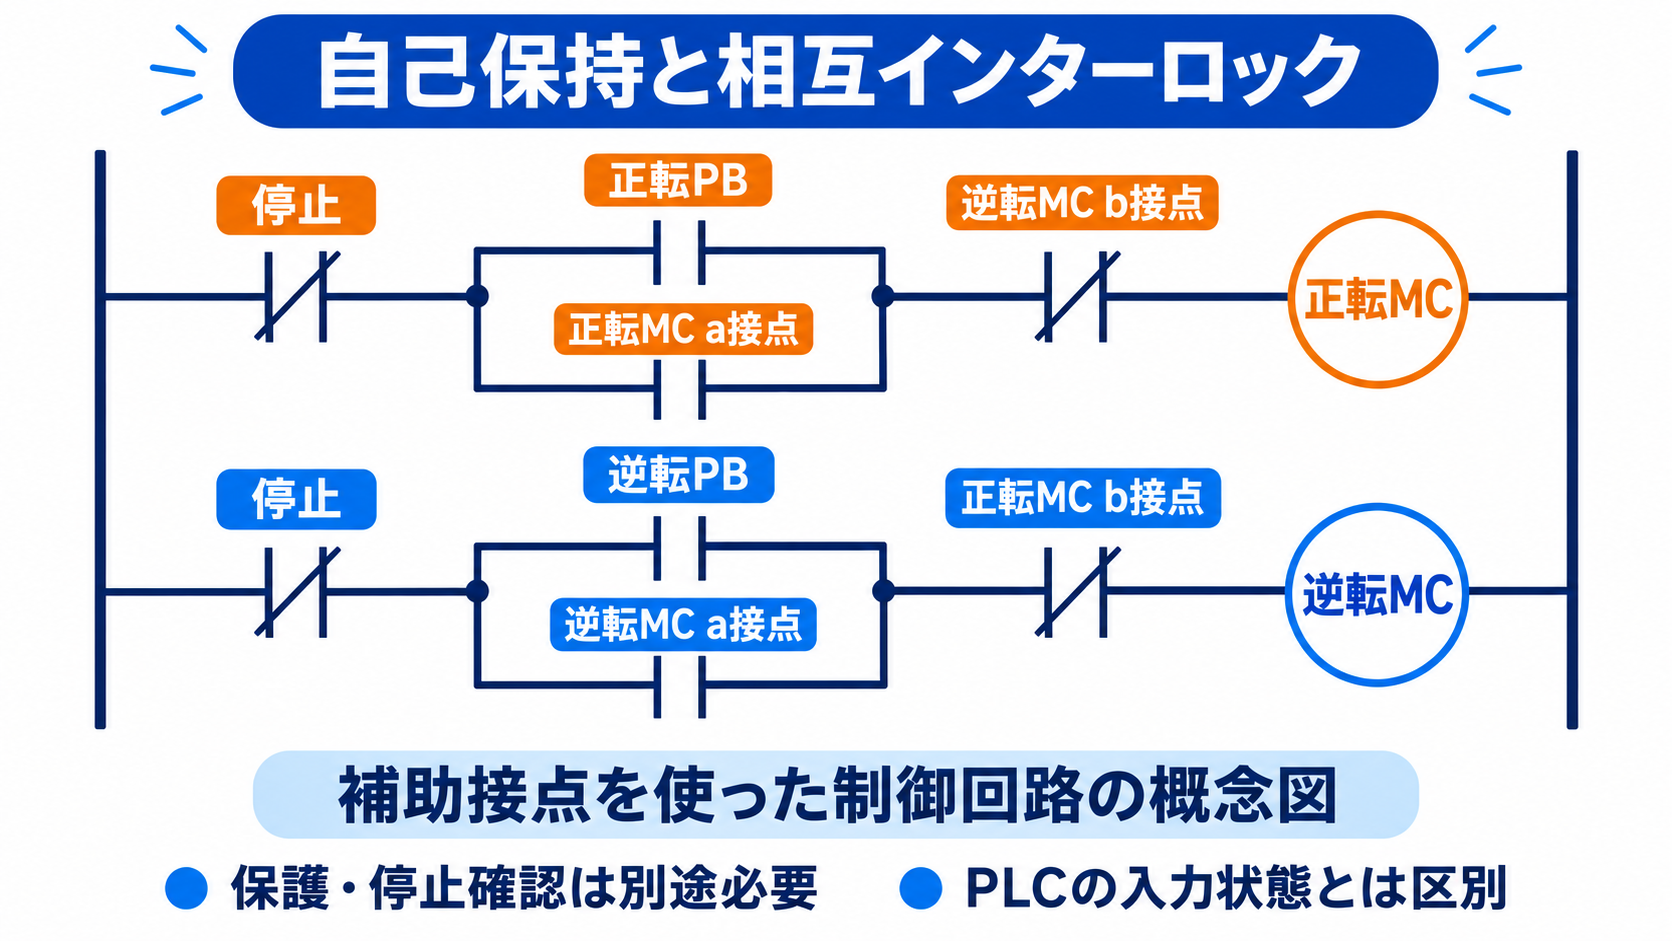 自己保持と相互インターロック
停止
正転PB
逆転MC b接点
正転MC a接点
正転MC
停止
逆転PB
正転MC b接点
逆転MC a接点
逆転MC
補助接点を使った制御回路の概念図
保護・停止確認は別途必要
PLCの入力状態とは区別